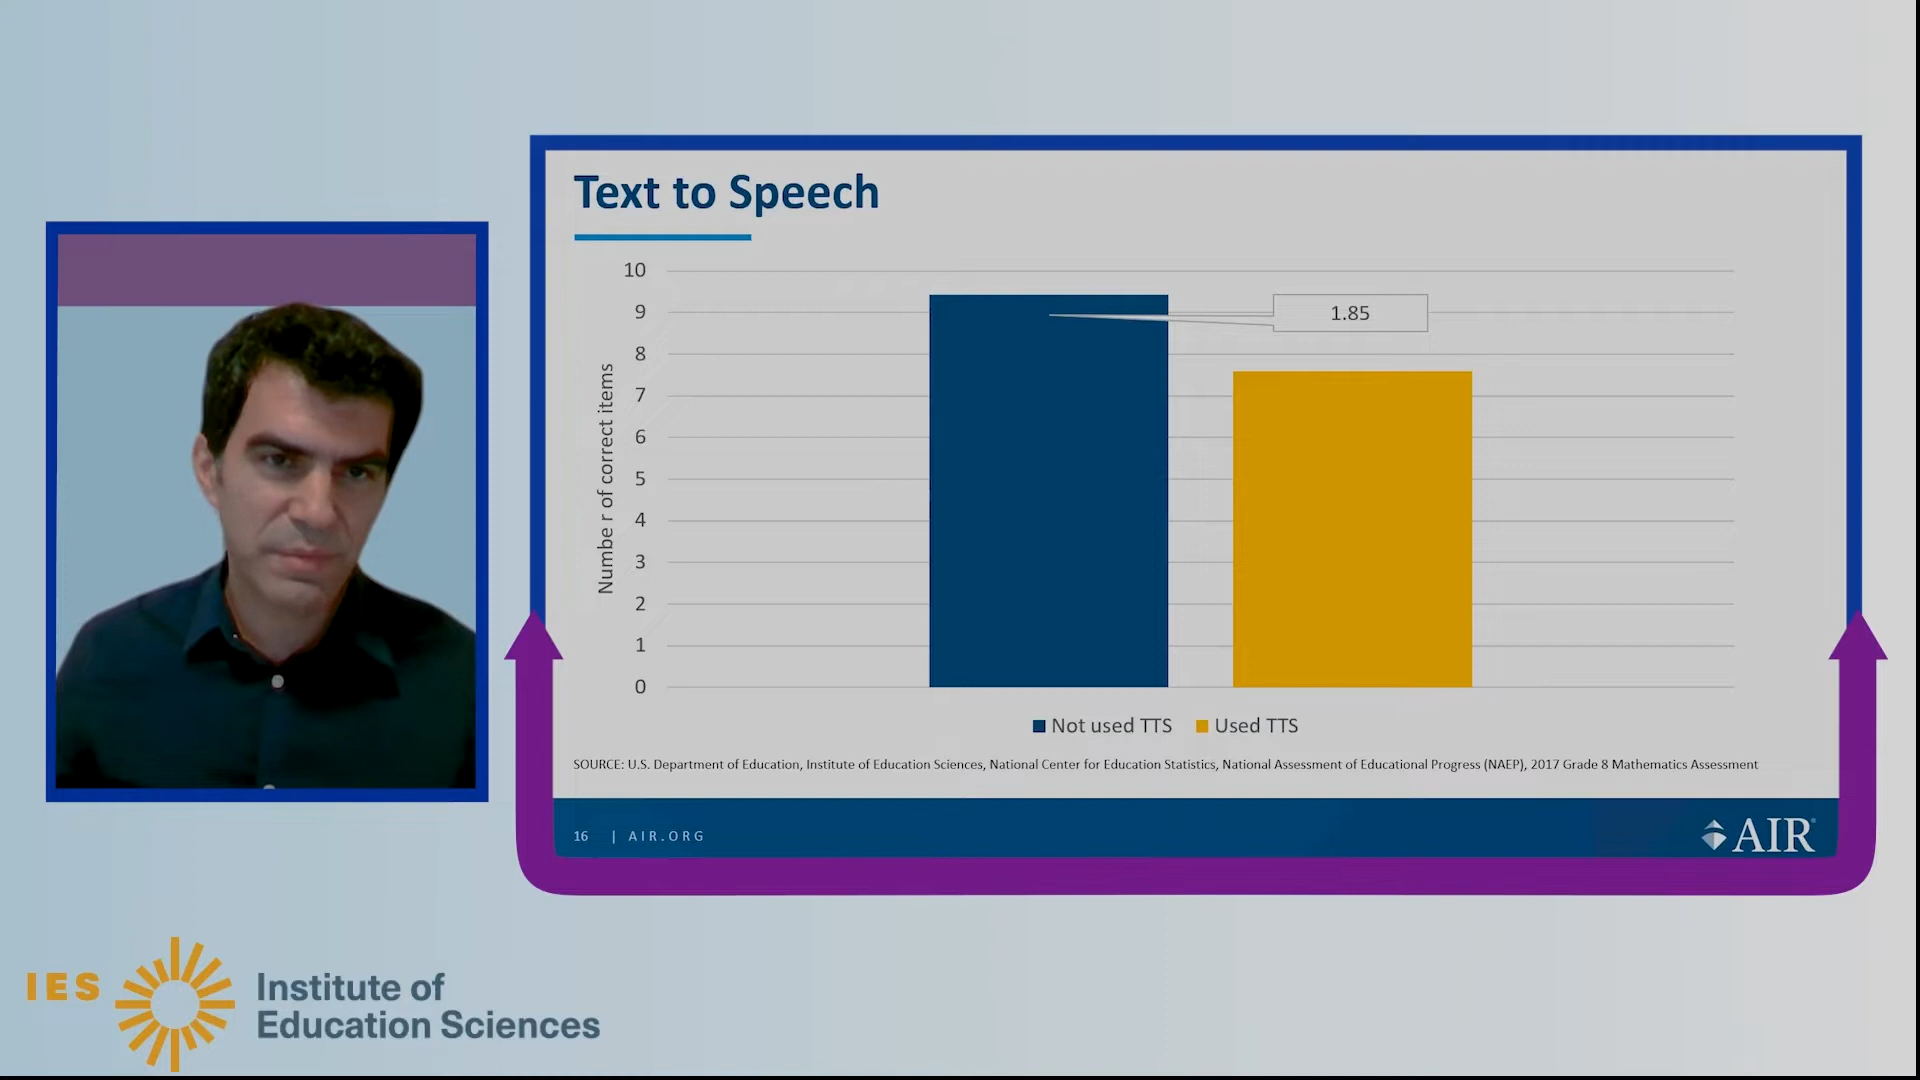 Text to Speech
10
9
8
7
6
5
4
3
2
1
0
Numbe r of correct items
1.85
Not used TTS
Used TTS
SOURCE: U.S. Department of Education, Institute of Education Sciences, National Center for Education Statistics, National Assessment of Educational Progress (NAEP), 2017 Grade 8 Mathematics Assessment
16 | AIR.ORG
AIR
IES
Institute of
Education Sciences